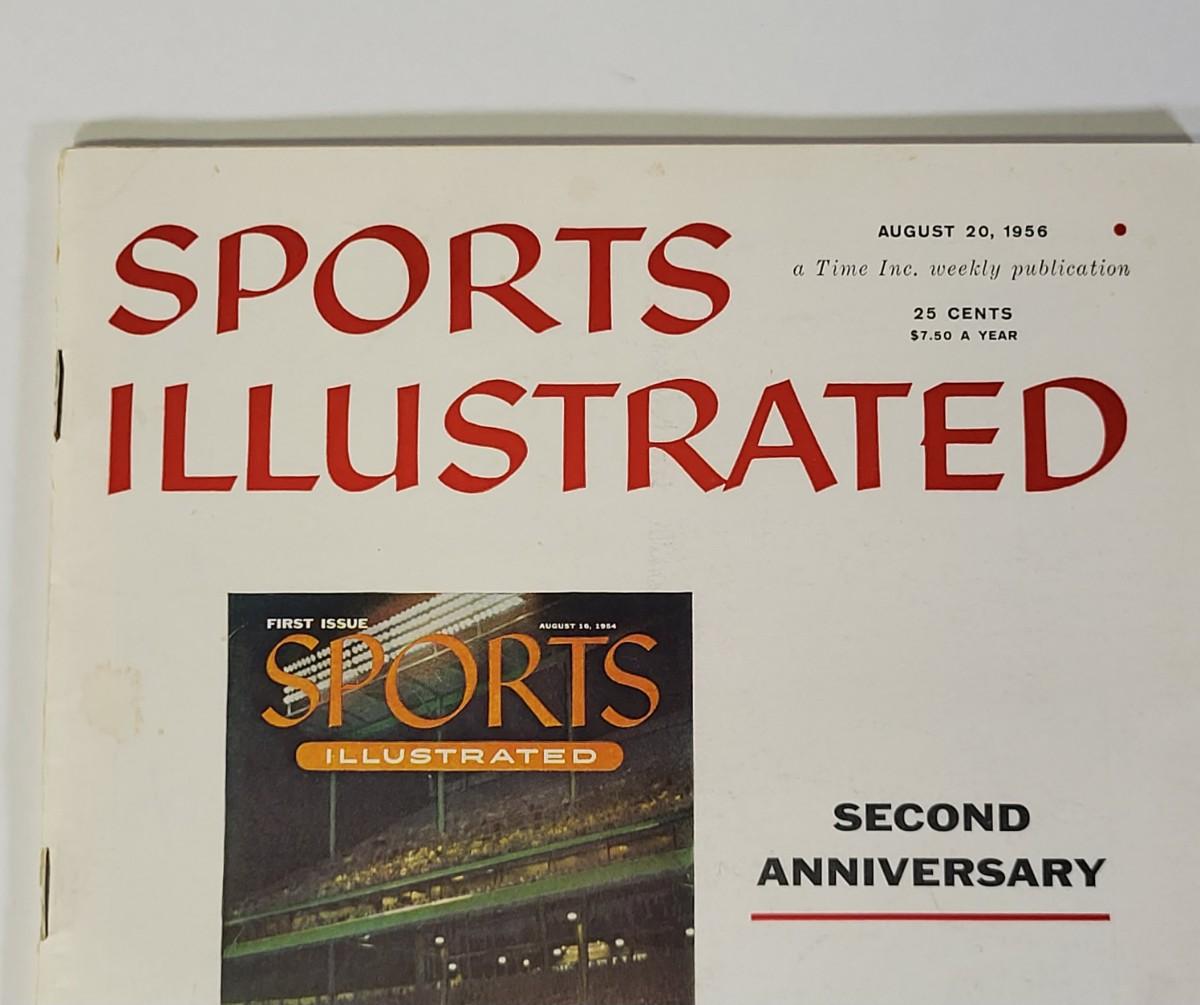 SPORTS
AUGUST 20, 1956
a Time Inc. weekly publication
25 CENTS
$7.50 A YEAR
ILLUSTRATED
FIRST ISSUE
AUGUST 16, 1954
SPORTS
ILLUSTRATED
SECOND
ANNIVERSARY